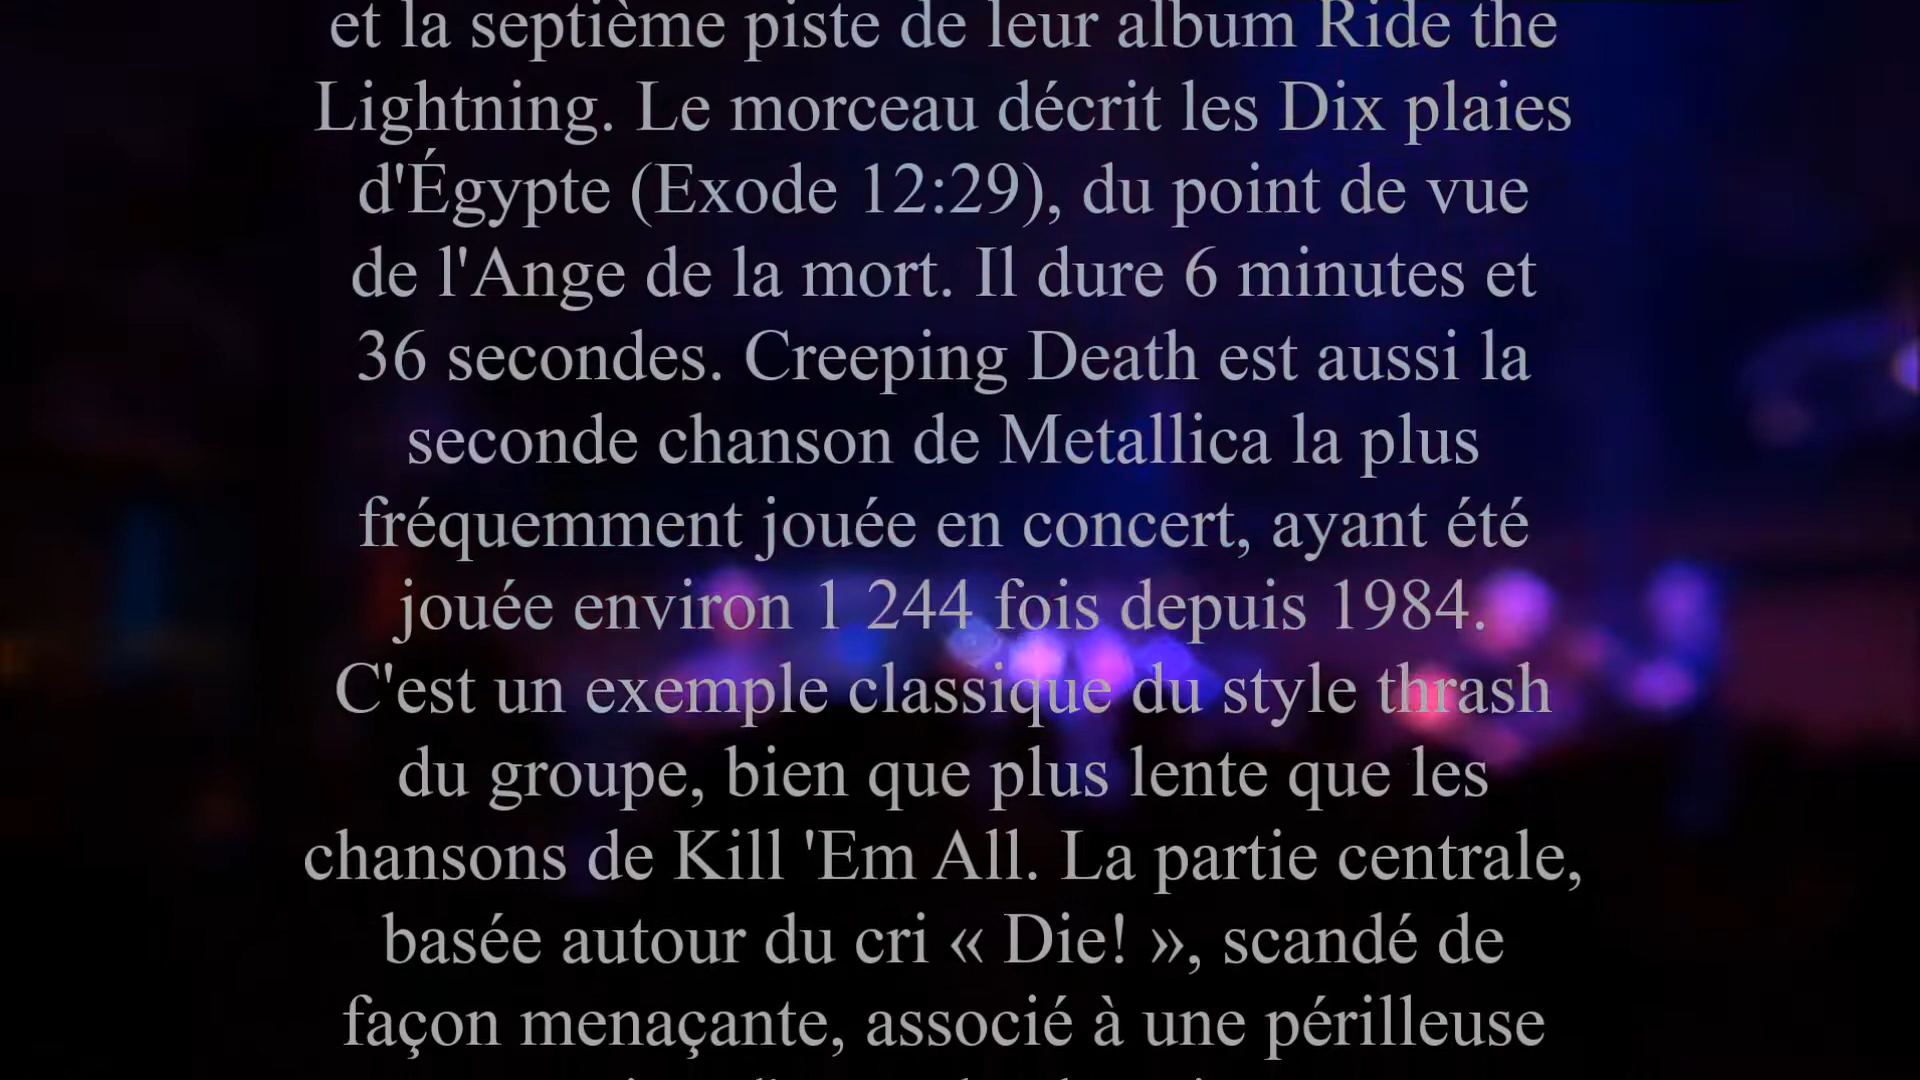 et la septième piste de leur album Ride the
Lightning. Le morceau décrit les Dix plaies
d'Égypte (Exode 12:29), du point de vue
de l'Ange de la mort. Il dure 6 minutes et
36 secondes. Creeping Death est aussi la
seconde chanson de Metallica la plus
fréquemment jouée en concert, ayant été
jouée environ 1 244 fois depuis 1984.
C'est un exemple classique du style thrash
du groupe, bien que plus lente que les
chansons de Kill 'Em All. La partie centrale,
basée autour du cri « Die! », scandé de
façon menaçante, associé à une périlleuse